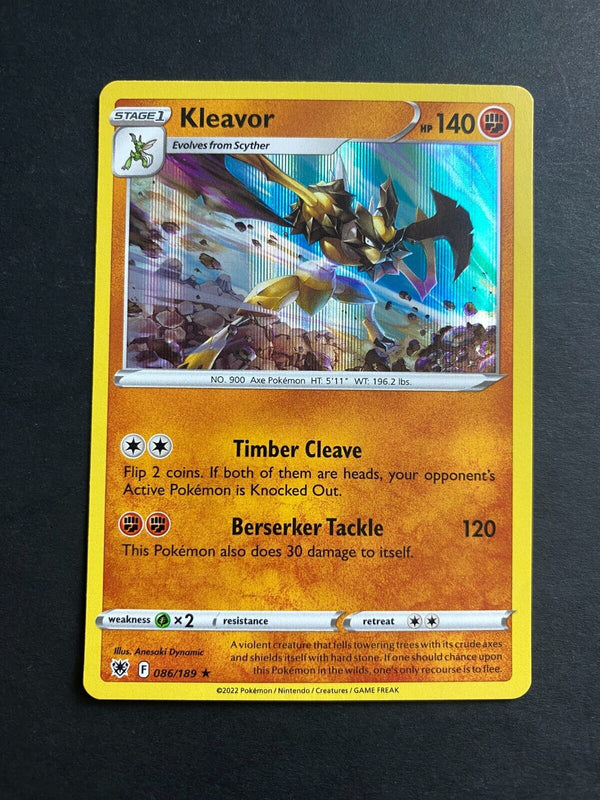 STAGE 1
Kleavor
HP 140
Evolves from Scyther
NO. 900 Axe Pokémon HT: 5'11" WT: 196.2 lbs.
Timber Cleave
Flip 2 coins. If both of them are heads, your opponent's
Active Pokémon is Knocked Out.
Berserker Tackle 120
This Pokémon also does 30 damage to itself.
weakness ×2 resistance retreat
Illus. Anesaki Dynamic
A violent creature that fells towering trees with its crude axes
and shields itself with hard stone. If one should chance upon
this Pokémon in the wilds, one's only recourse is to flee.
F 086/189 ★
©2022 Pokémon / Nintendo / Creatures / GAME FREAK